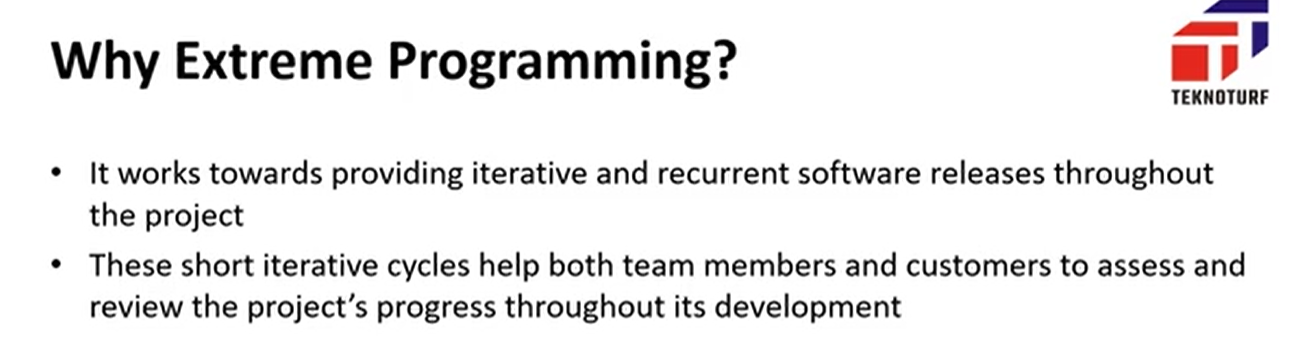 Why Extreme Programming?
TEKNOTURF
• It works towards providing iterative and recurrent software releases throughout
the project
• These short iterative cycles help both team members and customers to assess and
review the project’s progress throughout its development